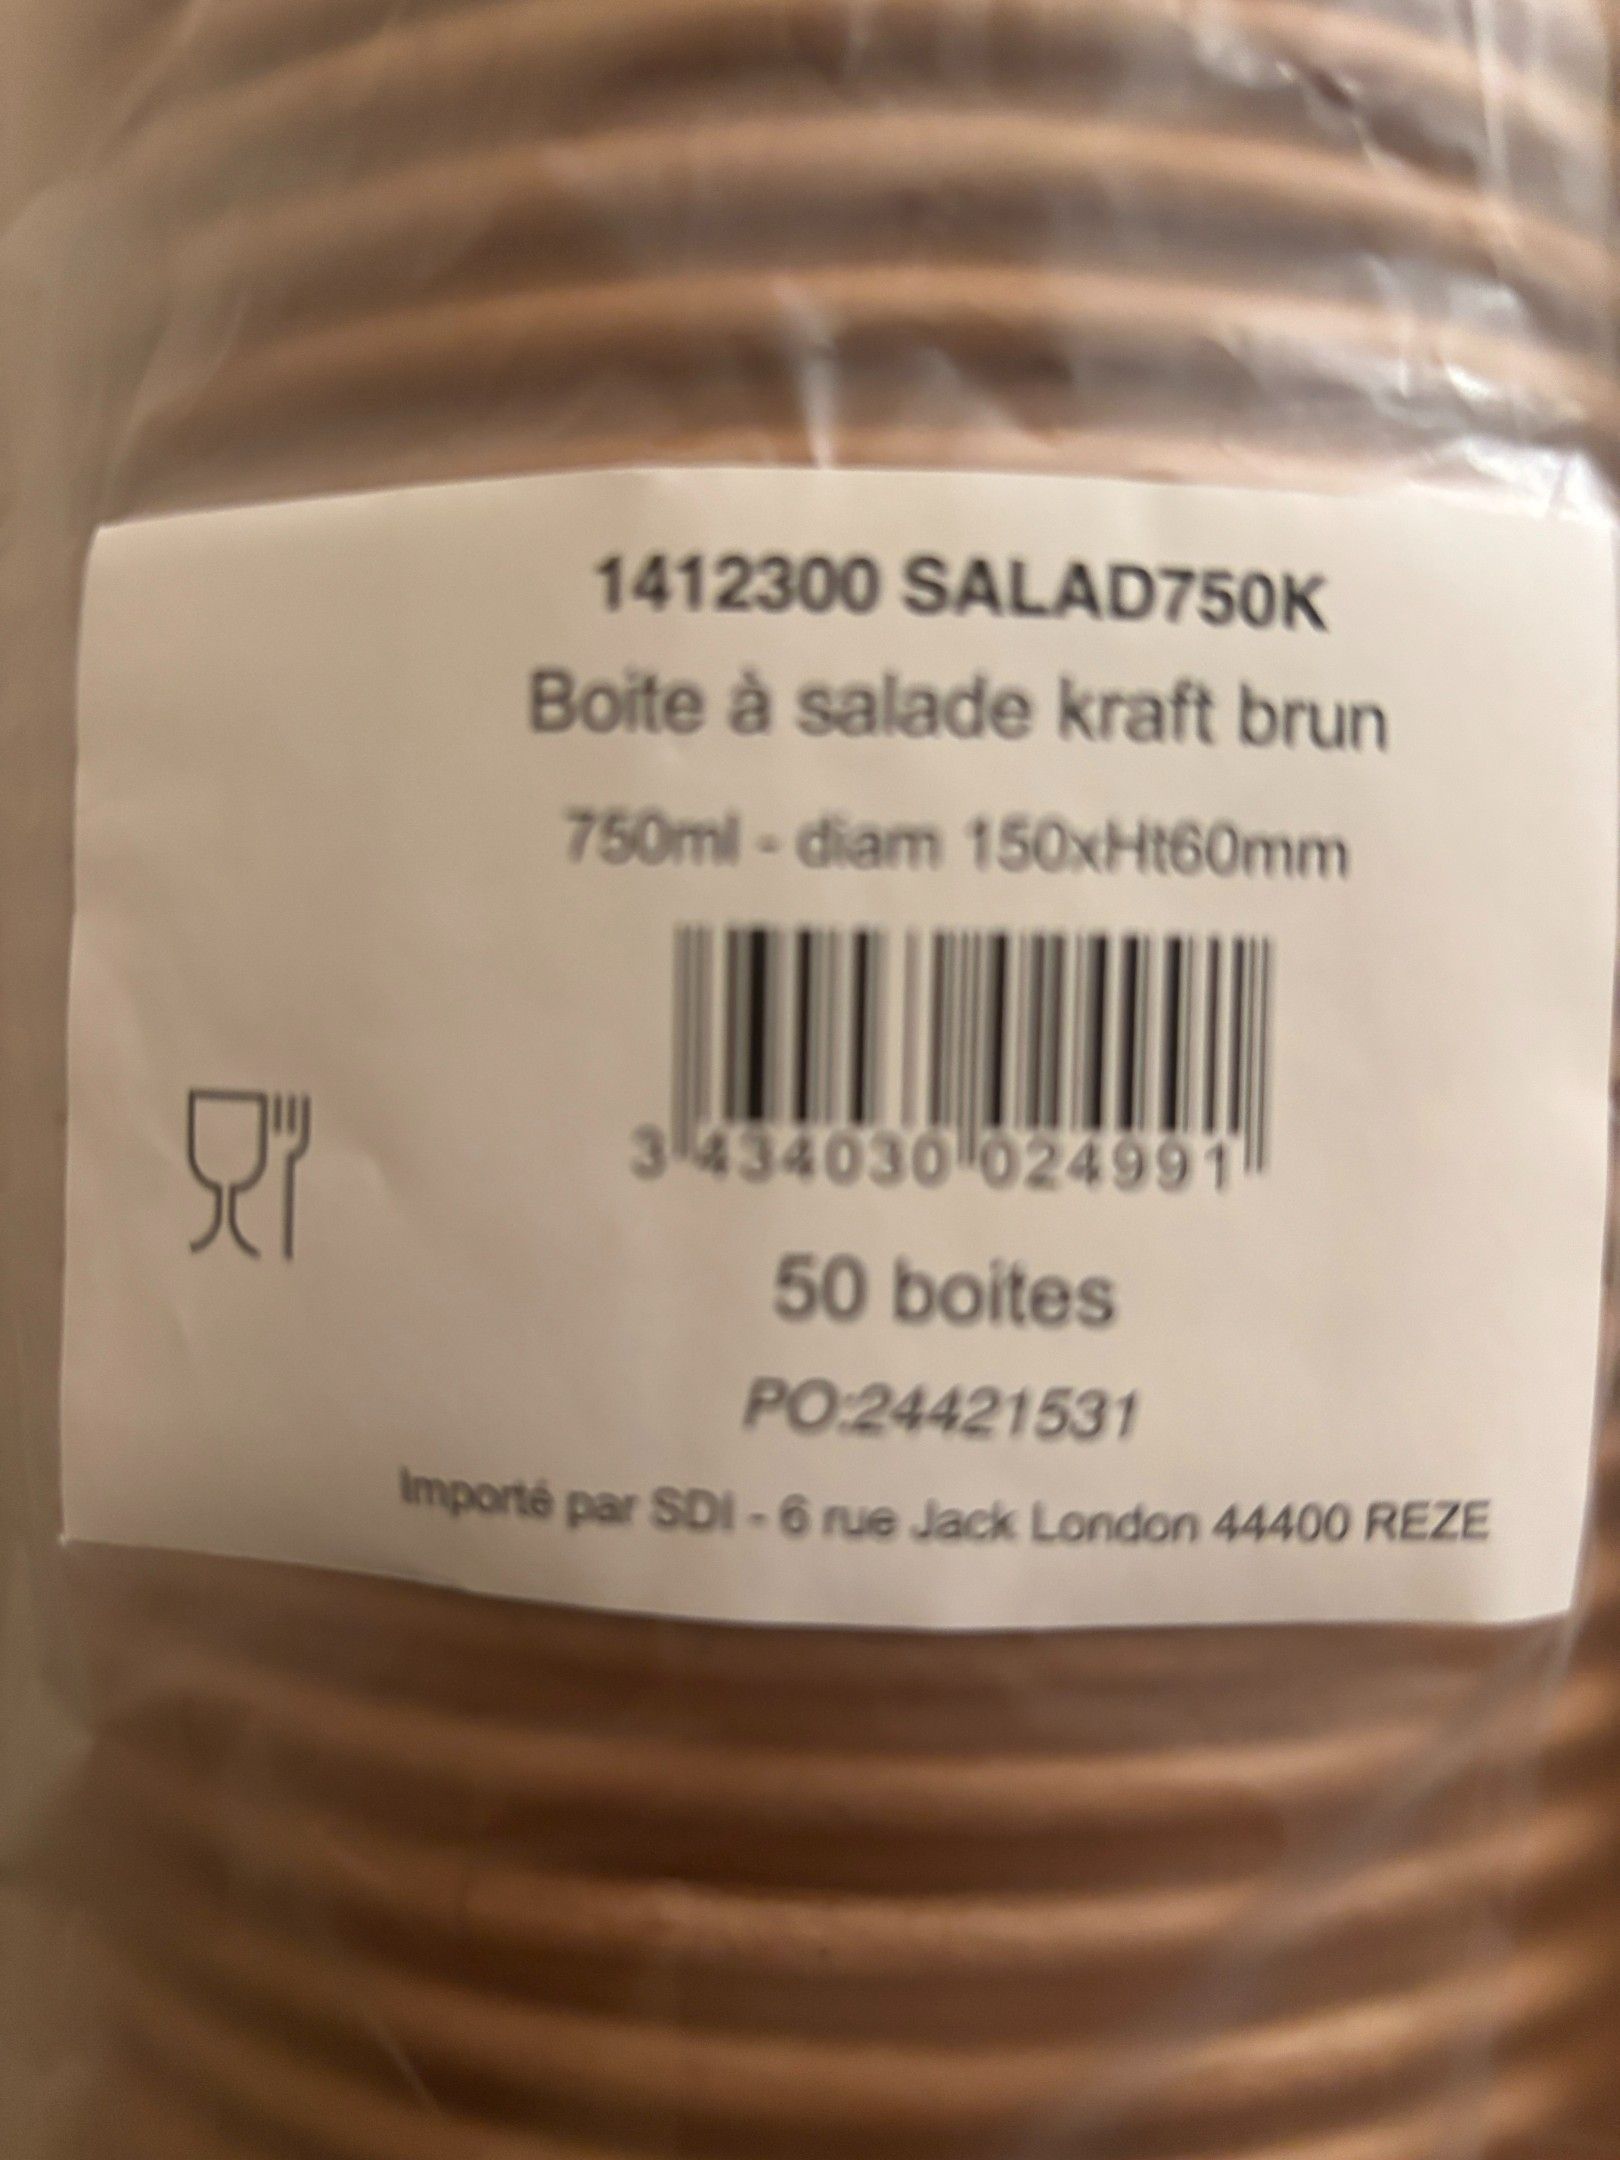 1412300 SALAD750K
Boite à salade kraft brun
750ml - diam 150xHt60mm
3 434030 024991
50 boites
PO:24421531
Importé par SDI - 6 rue Jack London 44400 REZE